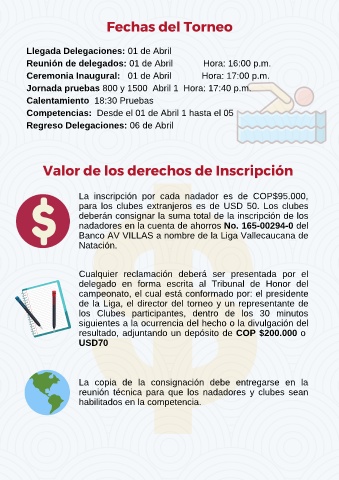 Fechas del Torneo
Llegada Delegaciones: 01 de Abril
Reunión de delegados: 01 de Abril Hora: 16:00 p.m.
Ceremonia Inaugural: 01 de Abril Hora: 17:00 p.m.
Jornada pruebas 800 y 1500 Abril 1 Hora: 17:40 p.m.
Calentamiento 18:30 Pruebas
Competencias: Desde el 01 de Abril 1 hasta el 05
Regreso Delegaciones: 06 de Abril
Valor de los derechos de Inscripción
La inscripción por cada nadador es de COP$95.000,
para los clubes extranjeros es de USD 50. Los clubes
deberán consignar la suma total de la inscripción de los
nadadores en la cuenta de ahorros No. 165-00294-0 del
Banco AV VILLAS a nombre de la Liga Vallecaucana de
Natación.
Cualquier reclamación deberá ser presentada por el
delegado en forma escrita al Tribunal de Honor del
campeonato, el cual está conformado por: el presidente
de la Liga, el director del torneo y un representante de
los Clubes participantes, dentro de los 30 minutos
siguientes a la ocurrencia del hecho o la divulgación del
resultado, adjuntando un depósito de COP $200.000 o
USD70
La copia de la consignación debe entregarse en la
reunión técnica para que los nadadores y clubes sean
habilitados en la competencia.